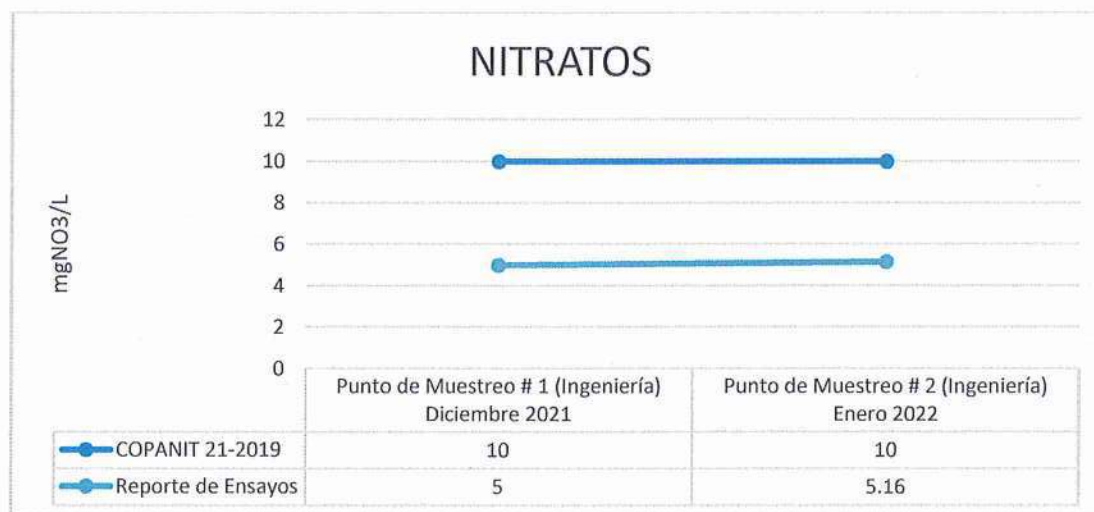 NITRATOS
mgNO3/L
12
10
8
6
4
2
0
Punto de Muestreo # 1 (Ingeniería)
Diciembre 2021
Punto de Muestreo # 2 (Ingeniería)
Enero 2022
COPANIT 21-2019 10 10
Reporte de Ensayos 5 5.16